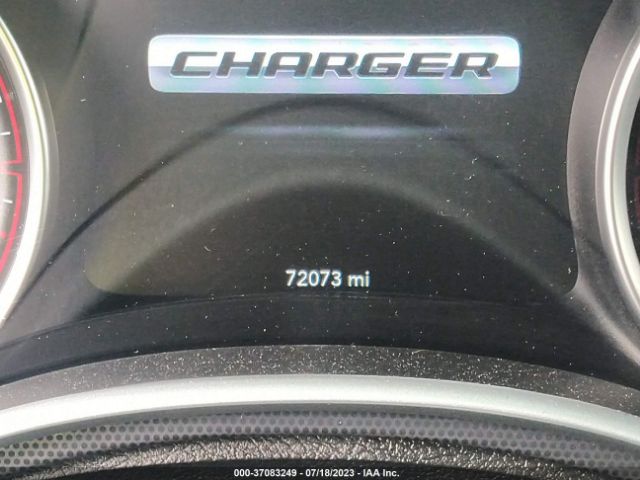 CHARGER
72073 mi
000-37083249 - 07/18/2023 - IAA Inc.